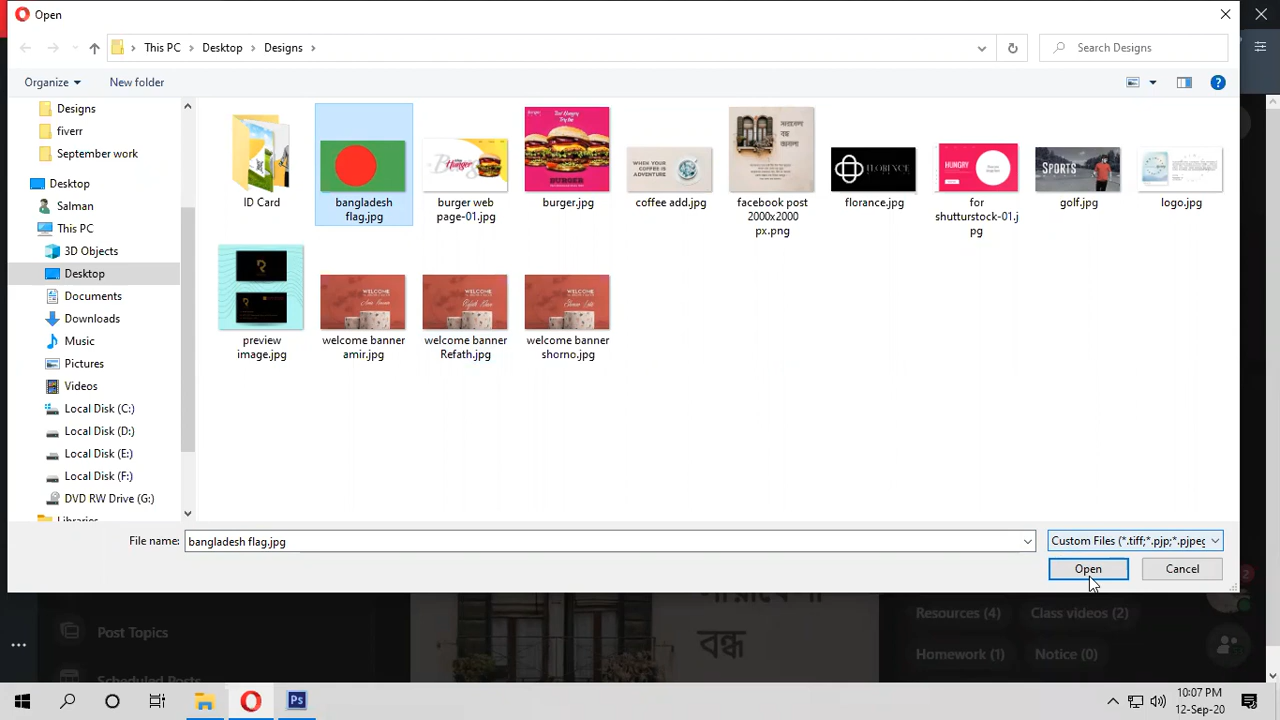 Open
This PC
Desktop
Designs
Search Designs
Organize
New folder
Designs
fiverr
September work
Desktop
Salman
This PC
3D Objects
Desktop
Documents
Downloads
Music
Pictures
Videos
Local Disk (C:)
Local Disk (D:)
Local Disk (E:)
Local Disk (F:)
DVD RW Drive (G:)
Libraries
ID Card
bangladesh
flag.jpg
burger web
page-01.jpg
BURGER
burger.jpg
WHEN YOUR
COFFEE IS
ADVENTURE
coffee add.jpg
facebook post
2000x2000
px.png
FLORENCE
florance.jpg
HUNGRY
for
shutturstock-01.j
pg
SPORTS
golf.jpg
logo.jpg
preview
image.jpg
WELCOME
welcome banner
amir.jpg
WELCOME
welcome banner
Refath.jpg
WELCOME
welcome banner
shorno.jpg
File name:
bangladesh flag.jpg
Custom Files (*.tiff;*.pjp;*.pjpeg
Open
Cancel
Post Topics
Scheduled Posts
বন্ধ
Resources (4)
Class videos (2)
Homework (1)
Notice (0)
2
Ps
10:07 PM
12-Sep-20